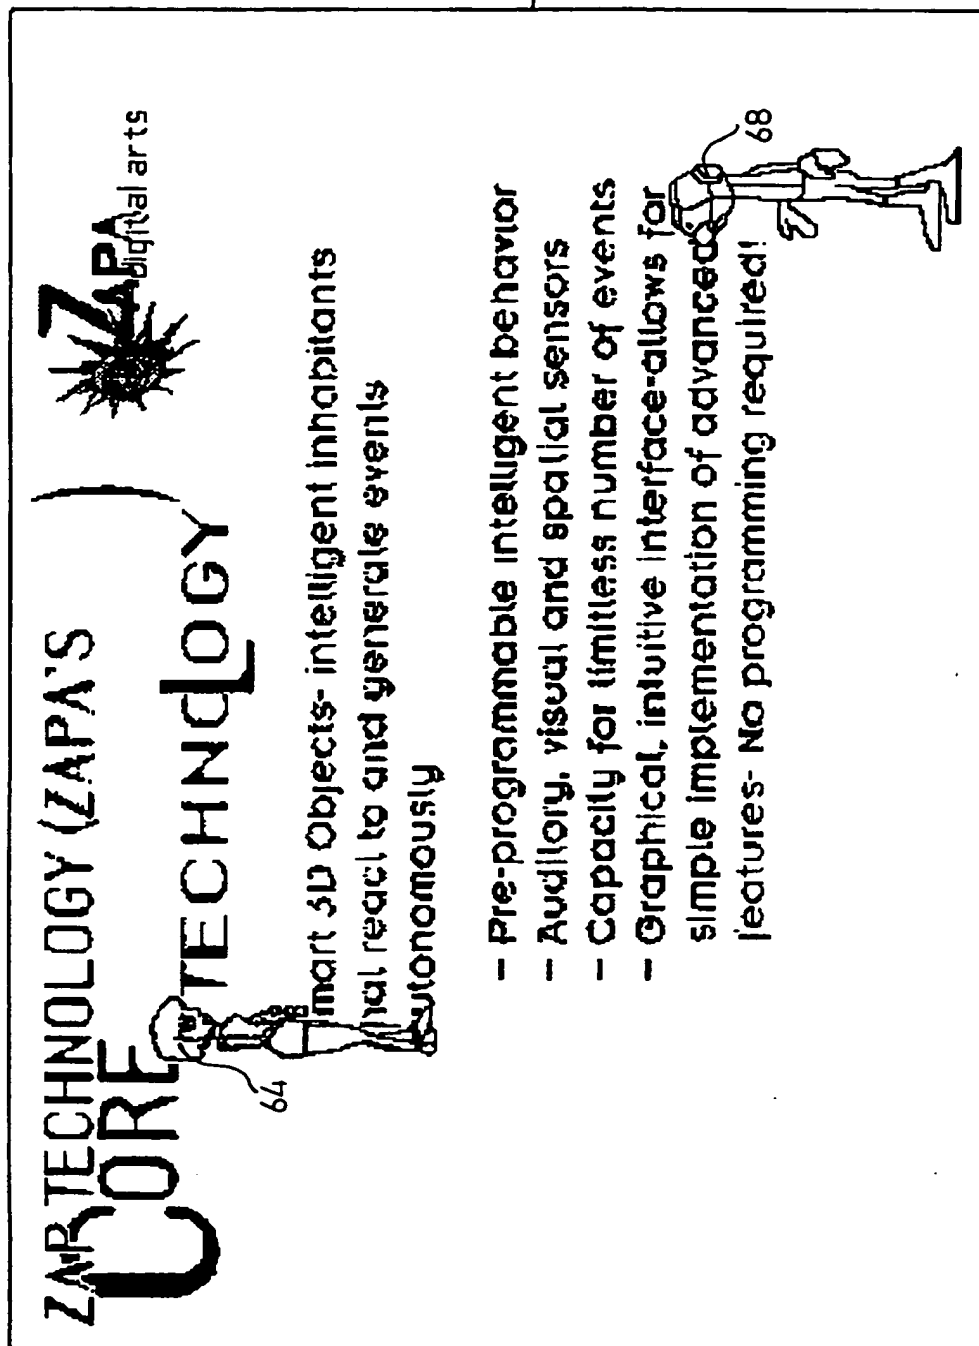 ZAP TECHNOLOGY (ZAPA'S
CORE TECHNOLOGY )
ZAPA
digital arts
64
mart 3D Objects- intelligent inhabitants
hat react to and generate events
utonomously
- Pre-programmable intelligent behavior
- Auditory, visual and spatial sensors
- Capacity for limitless number of events
- Graphical, intuitive interface-allows for
simple implementation of advanced
features- No programming required!
68